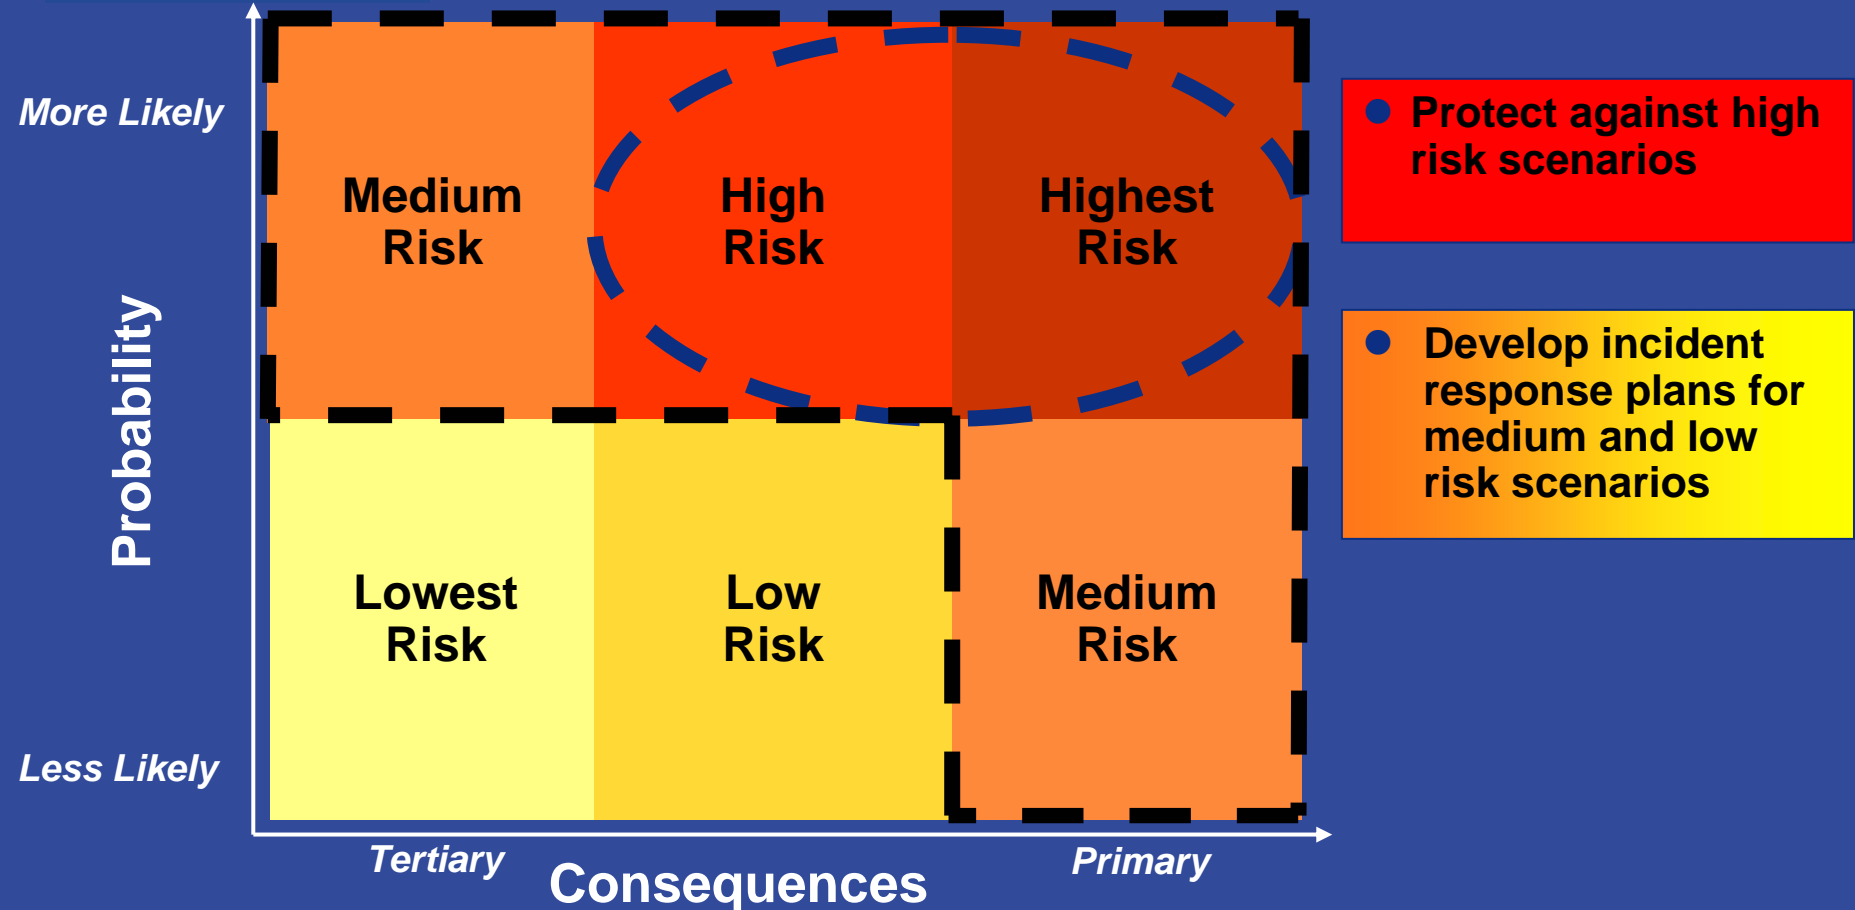 More Likely
Medium
Risk
High
Risk
Highest
Risk
Probability
Lowest
Risk
Low
Risk
Medium
Risk
Less Likely
Tertiary
Consequences
Primary
● Protect against high
risk scenarios
● Develop incident
response plans for
medium and low
risk scenarios